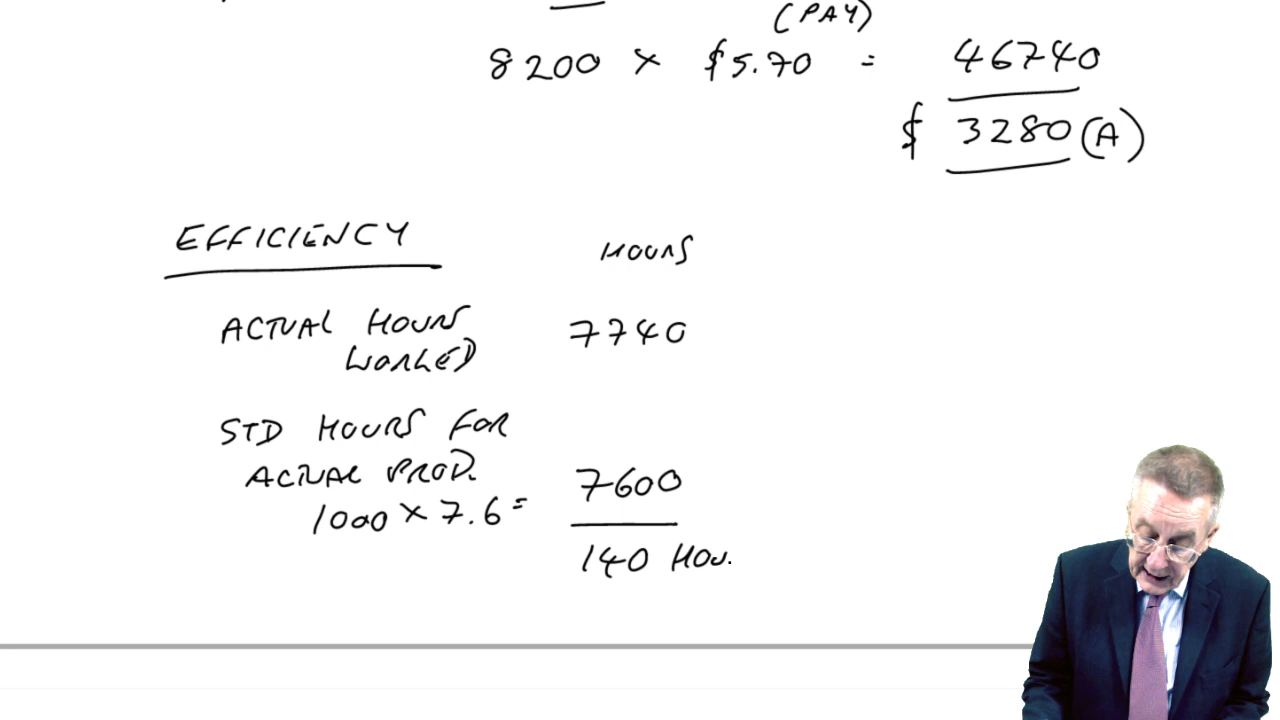 (PAY)
8200 × $5.70 = 46740
$ 3280 (A)
EFFICIENCY
HOURS
ACTUAL HOURS
WORKED
7740
STD HOURS FOR
ACTUAL PROD.
1000 × 7.6 =
7600
140 HOU.